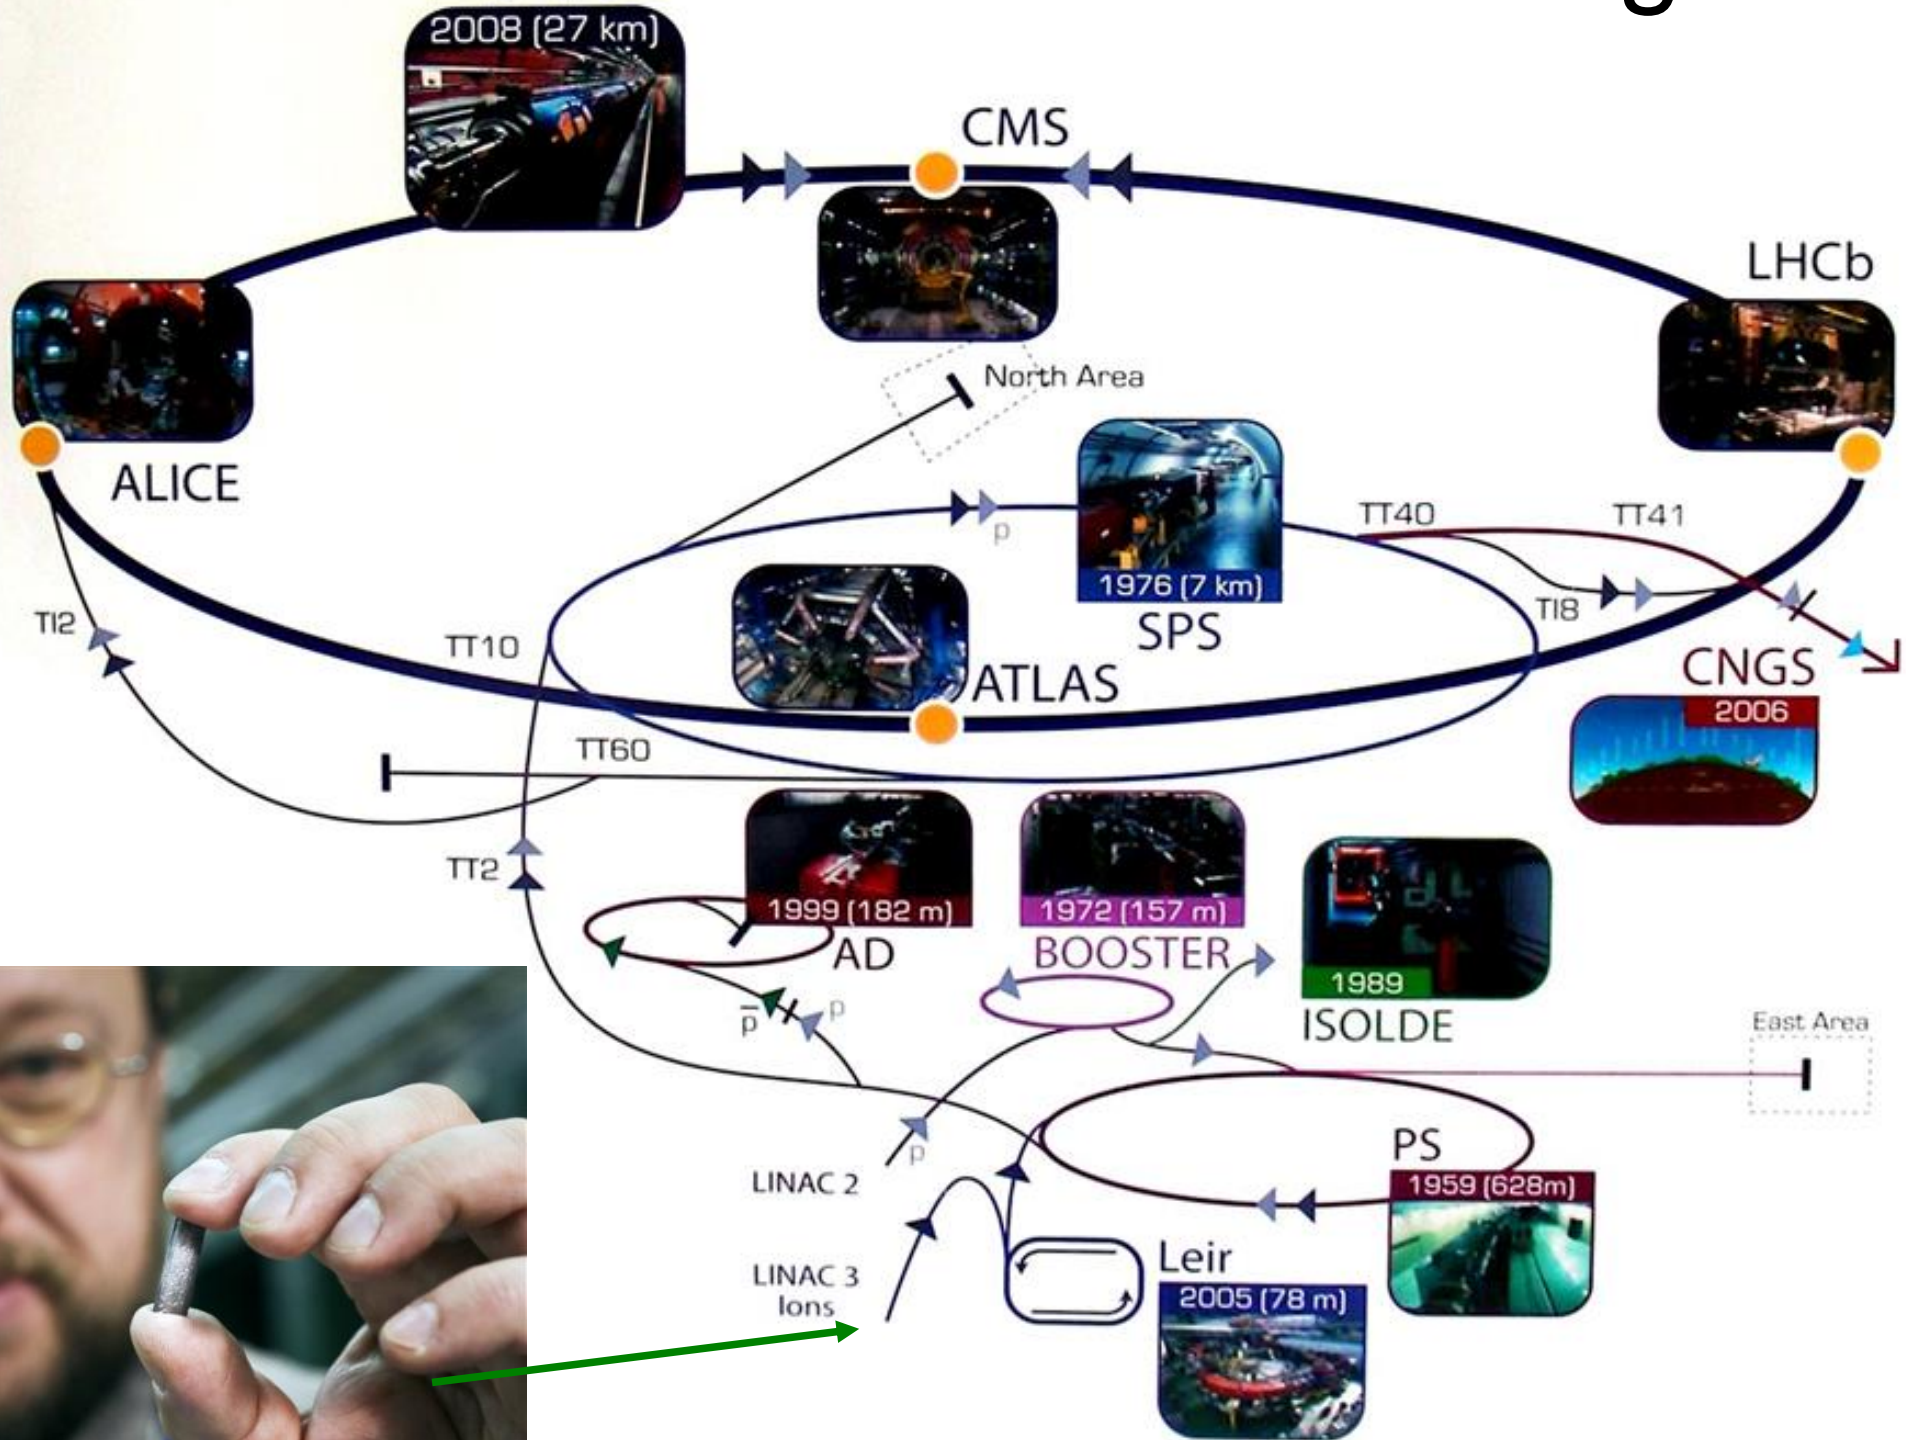 g
2008 (27 km)
CMS
LHCb
North Area
ALICE
p
TT40
TT41
1976 (7 km)
SPS
TI8
TI2
TT10
ATLAS
CNGS
2006
TT60
TT2
1999 (182 m)
AD
1972 (157 m)
BOOSTER
1989
ISOLDE
p̅
p
East Area
p
PS
1959 (628m)
LINAC 2
Leir
LINAC 3
Ions
2005 (78 m)